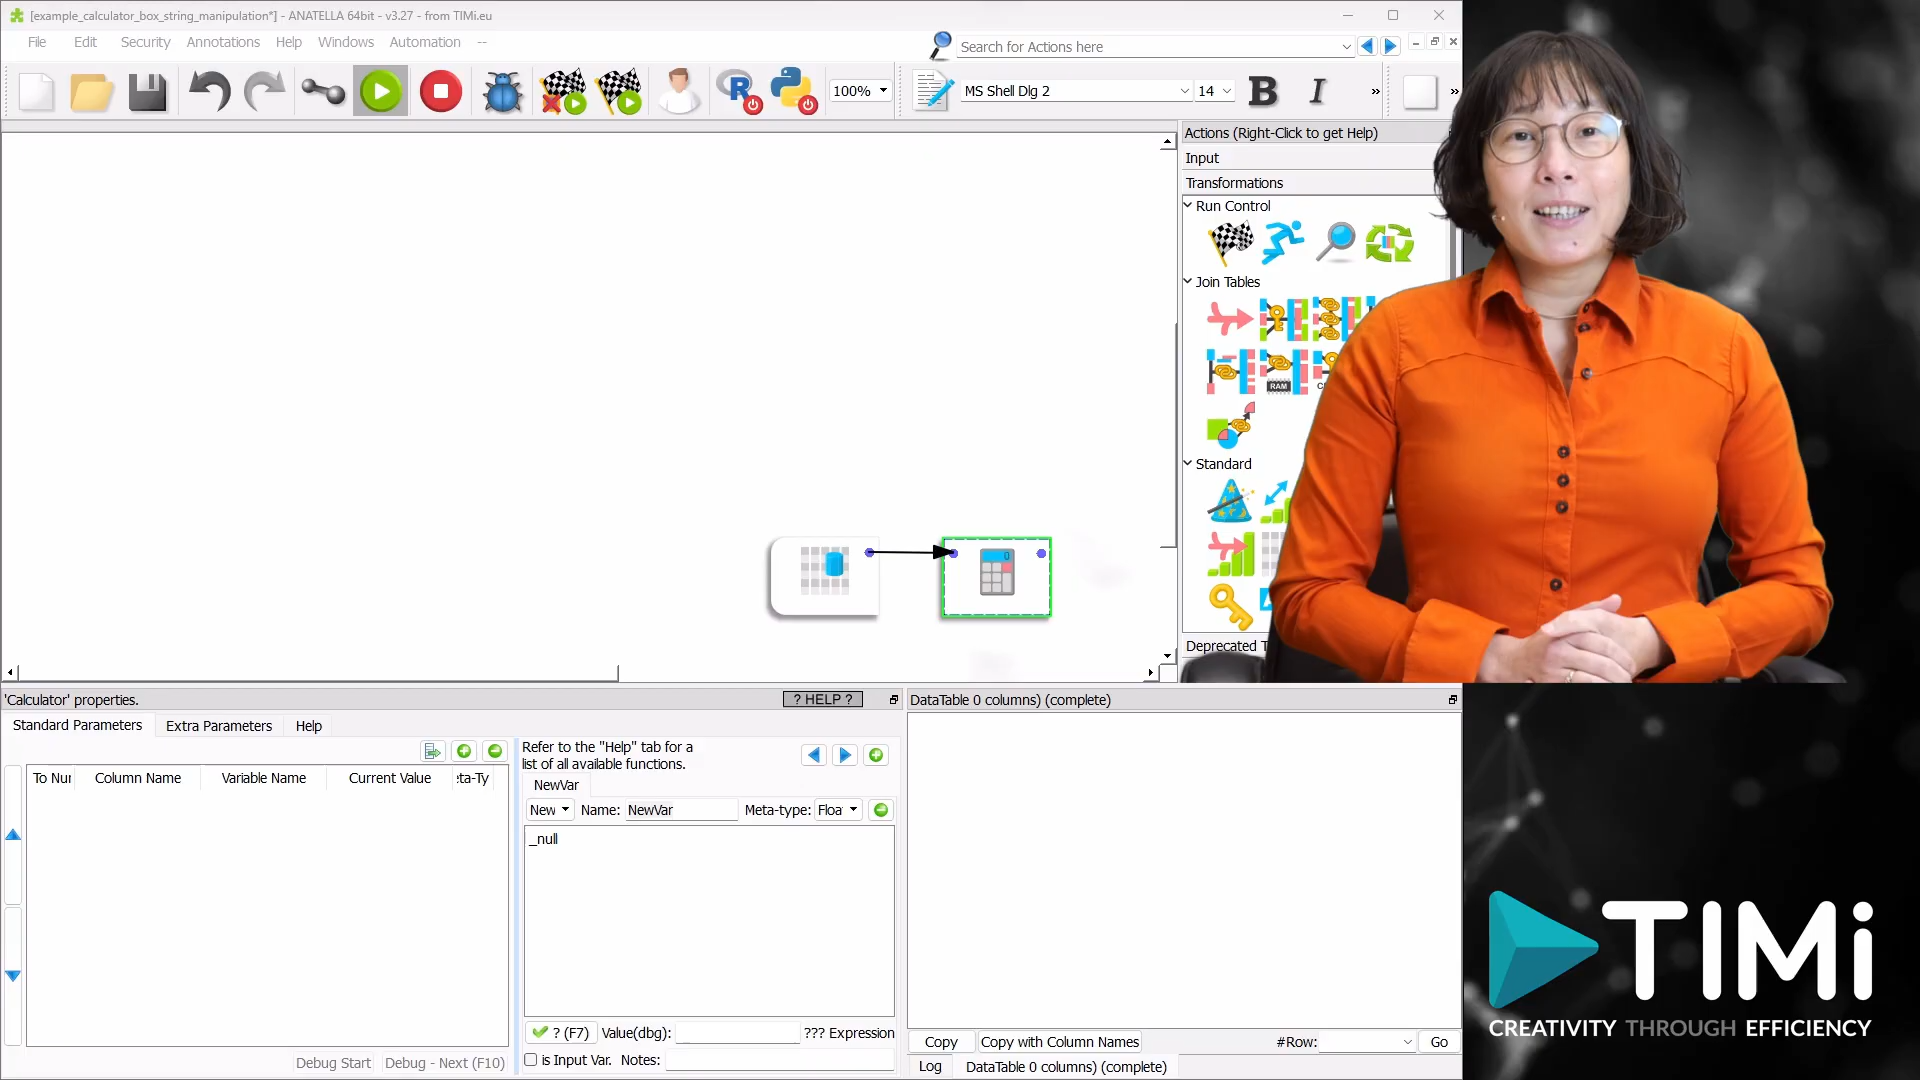 [example_calculator_box_string_manipulation*] - ANATELLA 64bit - v3.27 - from TIMi.eu
File Edit Security Annotations Help Windows Automation --
Search for Actions here
100% MS Shell Dlg 2 14 B I » »
Actions (Right-Click to get Help)
Input
Transformations
Run Control
Join Tables
RAM
Standard
Deprecated T
'Calculator' properties.
? HELP ?
Standard Parameters Extra Parameters Help
To Nur Column Name Variable Name Current Value :ta-Ty
Debug Start Debug - Next (F10)
Refer to the "Help" tab for a
list of all available functions.
NewVar
New Name: NewVar Meta-type: Floa
_null
? (F7) Value(dbg): ??? Expression
is Input Var. Notes:
DataTable 0 columns) (complete)
Copy Copy with Column Names #Row: Go
Log DataTable 0 columns) (complete)
TIMi
CREATIVITY THROUGH EFFICIENCY